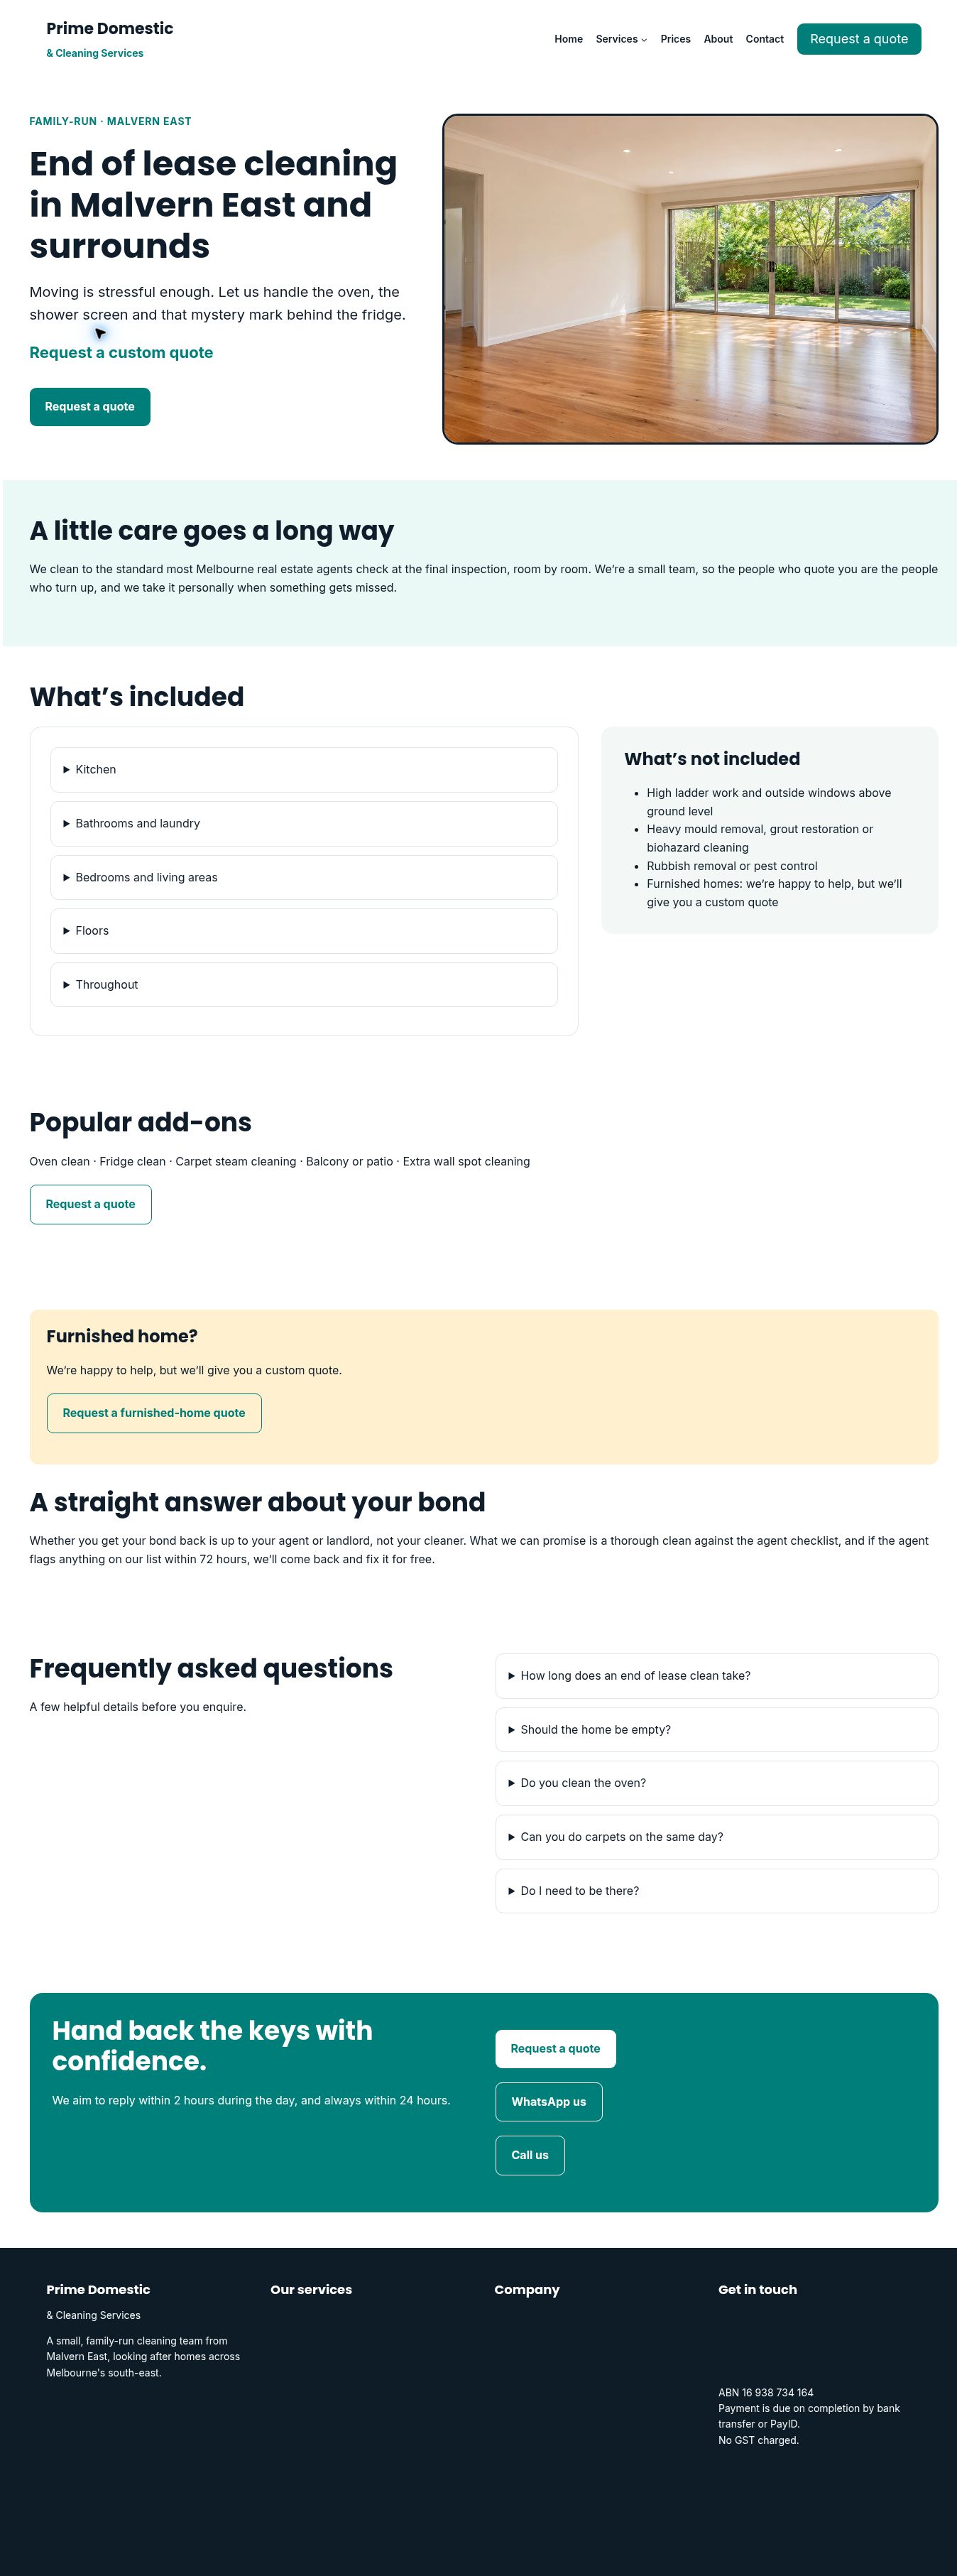 Prime Domestic
& Cleaning Services
Home
Services
Prices
About
Contact
Request a quote
FAMILY-RUN · MALVERN EAST
End of lease cleaning
in Malvern East and
surrounds
Moving is stressful enough. Let us handle the oven, the
shower screen and that mystery mark behind the fridge.
Request a custom quote
Request a quote
A little care goes a long way
We clean to the standard most Melbourne real estate agents check at the final inspection, room by room. We’re a small team, so the people who quote you are the people
who turn up, and we take it personally when something gets missed.
What’s included
Kitchen
Bathrooms and laundry
Bedrooms and living areas
Floors
Throughout
What’s not included
High ladder work and outside windows above
ground level
Heavy mould removal, grout restoration or
biohazard cleaning
Rubbish removal or pest control
Furnished homes: we’re happy to help, but we’ll
give you a custom quote
Popular add-ons
Oven clean · Fridge clean · Carpet steam cleaning · Balcony or patio · Extra wall spot cleaning
Request a quote
Furnished home?
We’re happy to help, but we’ll give you a custom quote.
Request a furnished-home quote
A straight answer about your bond
Whether you get your bond back is up to your agent or landlord, not your cleaner. What we can promise is a thorough clean against the agent checklist, and if the agent
flags anything on our list within 72 hours, we’ll come back and fix it for free.
Frequently asked questions
A few helpful details before you enquire.
How long does an end of lease clean take?
Should the home be empty?
Do you clean the oven?
Can you do carpets on the same day?
Do I need to be there?
Hand back the keys with
confidence.
We aim to reply within 2 hours during the day, and always within 24 hours.
Request a quote
WhatsApp us
Call us
Prime Domestic
& Cleaning Services
A small, family-run cleaning team from
Malvern East, looking after homes across
Melbourne's south-east.
Our services
Company
Get in touch
ABN 16 938 734 164
Payment is due on completion by bank
transfer or PayID.
No GST charged.